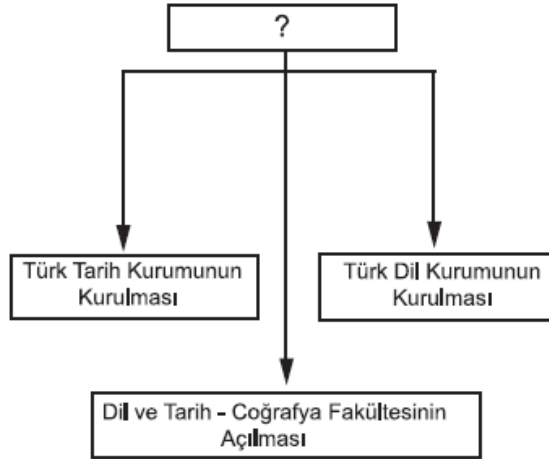 ?
Türk Tarih Kurumunun
Kurulması
Türk Dil Kurumunun
Kurulması
Dil ve Tarih - Coğrafya Fakültesinin
Açılması